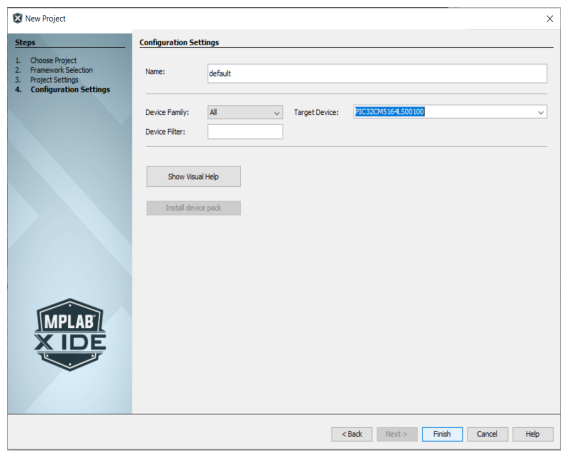 New Project
Steps
1. Choose Project
2. Framework Selection
3. Project Settings
4. Configuration Settings
Configuration Settings
Name: default
Device Family: All Target Device: PIC32CM5164LS00100
Device Filter:
Show Visual Help
Install device pack
MPLAB
X IDE
< Back Next > Finish Cancel Help